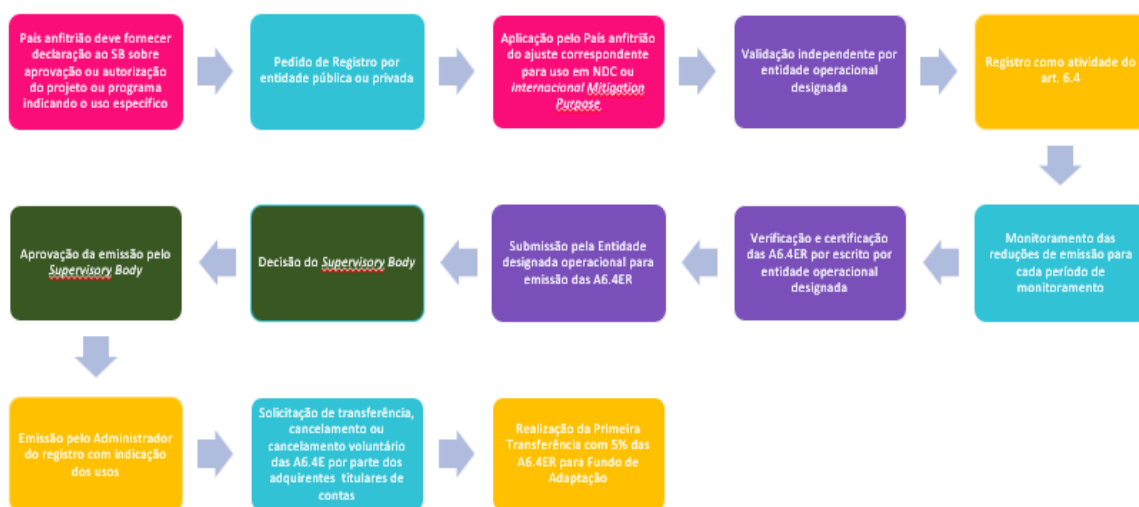 País anfitrião deve fornecer
declaração ao SB sobre
aprovação ou autorização
do projeto ou programa
indicando o uso específico
Pedido de Registro por
entidade pública ou privada
Aplicação pelo País anfitrião
do ajuste correspondente
para uso em NDC ou
Internacional Mitigation
Purpose
Validação independente por
entidade operacional
designada
Registro como atividade do
art. 6.4
Monitoramento das
reduções de emissão para
cada período de
monitoramento
Verificação e certificação
das A6.4ER por escrito por
entidade operacional
designada
Submissão pela Entidade
designada operacional para
emissão das A6.4ER
Decisão do Supervisory Body
Aprovação da emissão pelo
Supervisory Body
Emissão pelo Administrador
do registro com indicação
dos usos
Solicitação de transferência,
cancelamento ou
cancelamento voluntário
das A6.4E por parte dos
adquirentes titulares de
contas
Realização da Primeira
Transferência com 5% das
A6.4ER para Fundo de
Adaptação